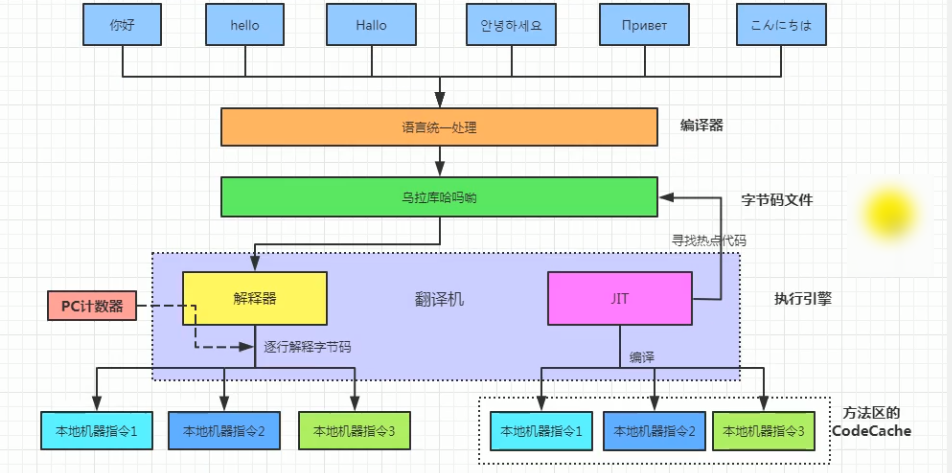 你好
hello
Hallo
안녕하세요
Привет
こんにちは
语言统一处理
编译器
乌拉库哈吗哟
字节码文件
寻找热点代码
PC计数器
解释器
翻译机
JIT
执行引擎
逐行解释字节码
编译
本地机器指令1
本地机器指令2
本地机器指令3
本地机器指令1
本地机器指令2
本地机器指令3
方法区的
CodeCache